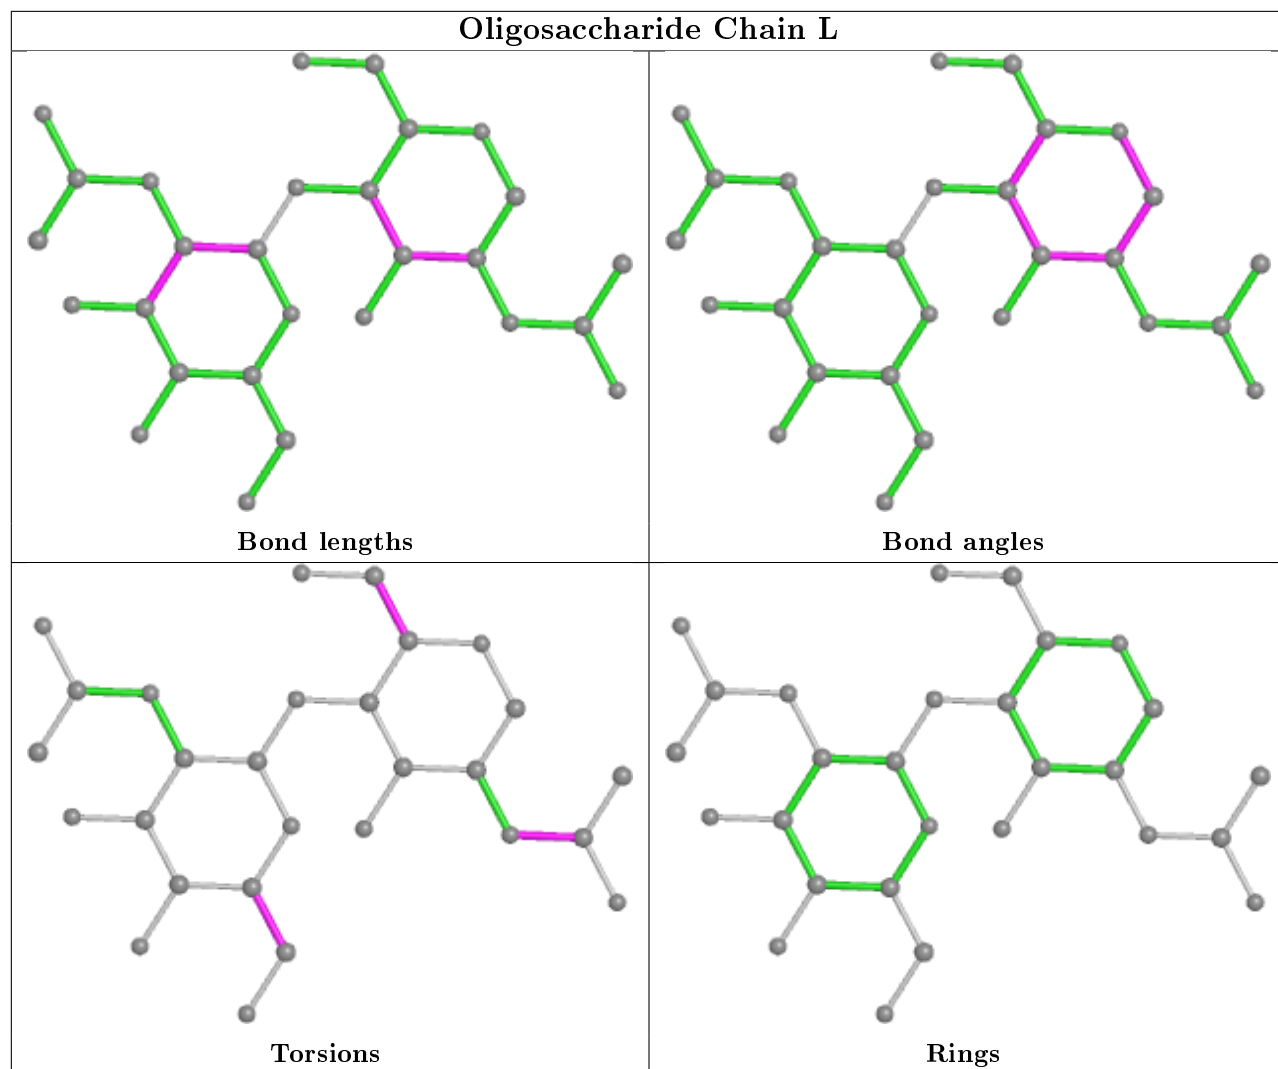 Oligosaccharide Chain L
Bond lengths
Bond angles
Torsions
Rings